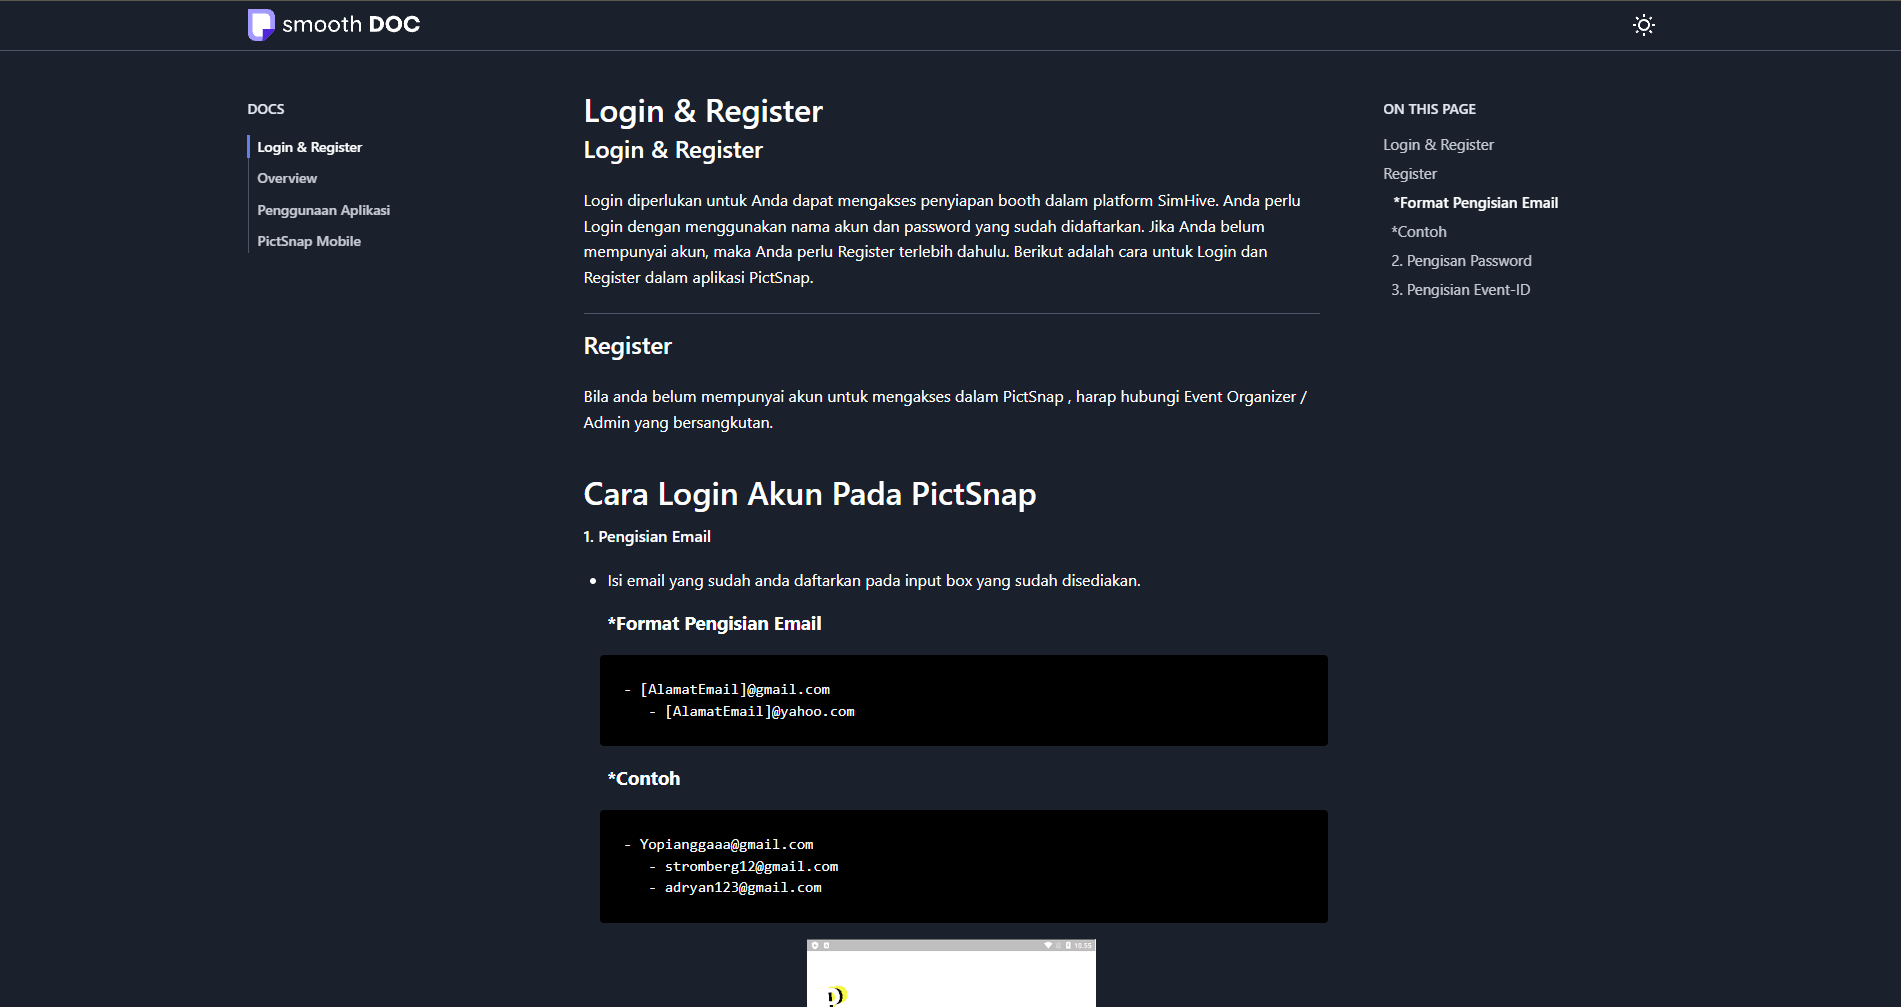 smooth DOC
DOCS
Login & Register
Overview
Penggunaan Aplikasi
PictSnap Mobile
Login & Register
Login & Register
Login diperlukan untuk Anda dapat mengakses penyiapan booth dalam platform SimHive. Anda perlu
Login dengan menggunakan nama akun dan password yang sudah didaftarkan. Jika Anda belum
mempunyai akun, maka Anda perlu Register terlebih dahulu. Berikut adalah cara untuk Login dan
Register dalam aplikasi PictSnap.
Register
Bila anda belum mempunyai akun untuk mengakses dalam PictSnap , harap hubungi Event Organizer /
Admin yang bersangkutan.
Cara Login Akun Pada PictSnap
1. Pengisian Email
• Isi email yang sudah anda daftarkan pada input box yang sudah disediakan.
*Format Pengisian Email
- [AlamatEmail]@gmail.com
- [AlamatEmail]@yahoo.com
*Contoh
- Yopianggaaa@gmail.com
- stromberg12@gmail.com
- adryan123@gmail.com
10.55
ON THIS PAGE
Login & Register
Register
*Format Pengisian Email
*Contoh
2. Pengisan Password
3. Pengisian Event-ID